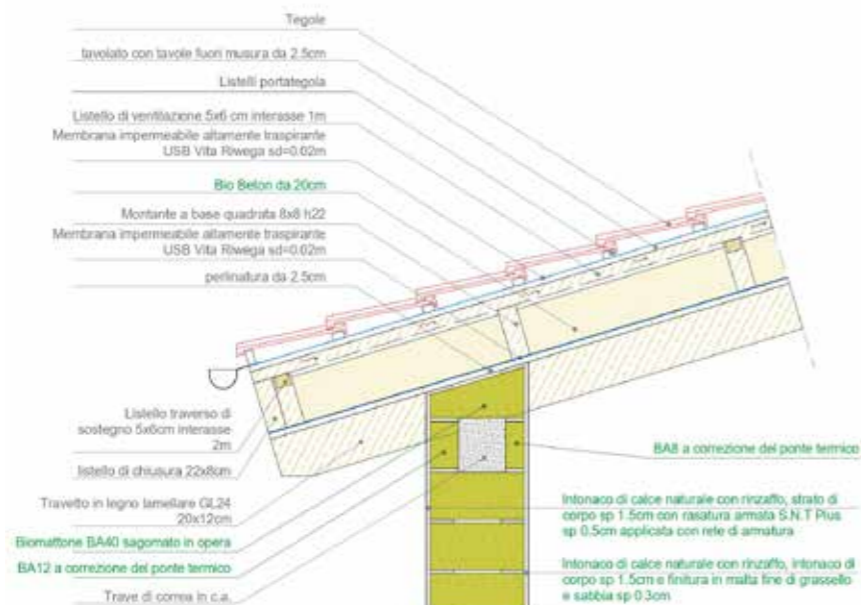 Tegole
tavolato con tavole fuori musura da 2.5cm
Listelli portategola
Listello di ventilazione 5x6 cm interasse 1m
Membrana impermeabile altamente traspirante
USB Vita Riwega sd=0.02m
Bio Beton da 20cm
Montante a base quadrata 8x8 h22
Membrana impermeabile altamente traspirante
USB Vita Riwega sd=0.02m
perlinatura da 2.5cm
Listello traverso di
sostegno 5x6cm interasse
2m
listello di chiusura 22x8cm
Travetto in legno lamellare GL24
20x12cm
Biomattone BA40 sagomato in opera
BA12 a correzione del ponte termico
Trave di correa in c.a.
BA8 a correzione del ponte termico
Intonaco di calce naturale con rinzaffo, strato di
corpo sp 1.5cm con rasatura armata S.N.T Plus
sp 0.5cm applicata con rete di armatura
Intonaco di calce naturale con rinzaffo, intonaco di
corpo sp 1.5cm e finitura in malta fine di grassello
e sabbia sp 0.3cm